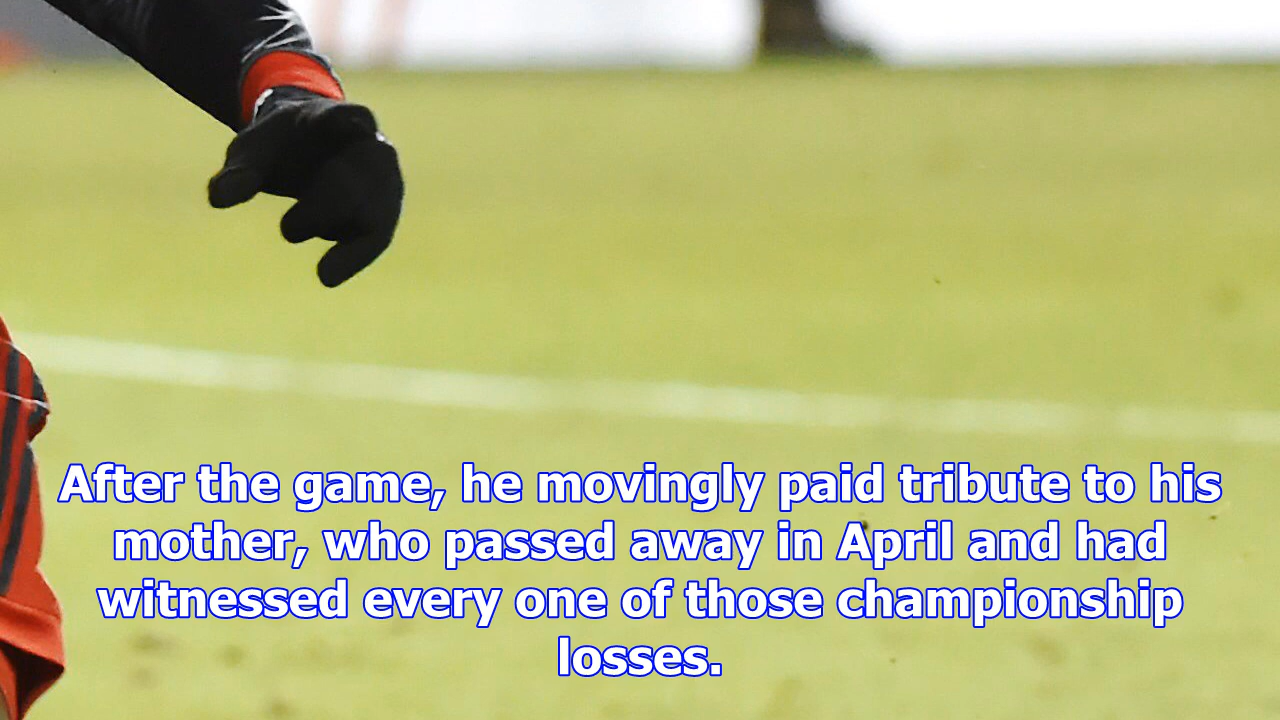 After the game, he movingly paid tribute to his
mother, who passed away in April and had
witnessed every one of those championship
losses.